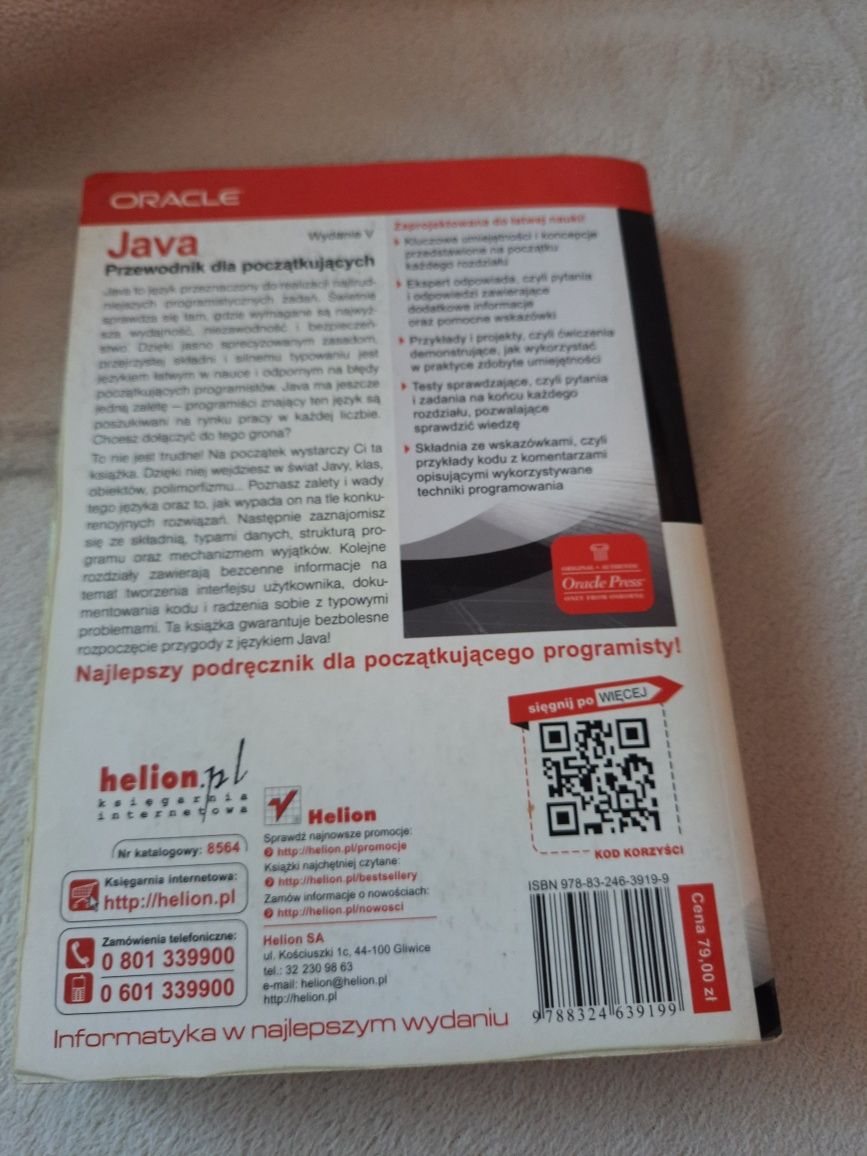 ORACLE
Java
Wydanie V
Przewodnik dla początkujących
Java to język przeznaczony do realizacji najtrud-
niejszych programistycznych zadań. Świetnie
sprawdza się tam, gdzie wymagane są najwyż-
sza wydajność, niezawodność i bezpieczeń-
stwo. Dzięki jasno sprecyzowanym zasadom,
przejrzystej składni i silnemu typowaniu jest
językiem łatwym w nauce i odpornym na błędy
początkujących programistów. Java ma jeszcze
jedną zaletę — programiści znający ten język są
poszukiwani na rynku pracy w każdej liczbie.
Chcesz dołączyć do tego grona?
To nie jest trudne! Na początek wystarczy Ci ta
książka. Dzięki niej wejdziesz w świat Javy, klas,
obiektów, polimorfizmu... Poznasz zalety i wady
tego języka oraz to, jak wypada on na tle konku-
rencyjnych rozwiązań. Następnie zaznajomisz
się ze składnią, typami danych, strukturą pro-
gramu oraz mechanizmem wyjątków. Kolejne
rozdziały zawierają bezcenne informacje na
temat tworzenia interfejsu użytkownika, doku-
mentowania kodu i radzenia sobie z typowymi
problemami. Ta książka gwarantuje bezbolesne
rozpoczęcie przygody z językiem Java!
Zaprojektowana do łatwej nauki!
Kluczowe umiejętności i koncepcje
przedstawione na początku
każdego rozdziału
Ekspert odpowiada, czyli pytania
i odpowiedzi zawierające
dodatkowe informacje
oraz pomocne wskazówki
Przykłady i projekty, czyli ćwiczenia
demonstrujące, jak wykorzystać
w praktyce zdobyte umiejętności
Testy sprawdzające, czyli pytania
i zadania na końcu każdego
rozdziału, pozwalające
sprawdzić wiedzę
Składnia ze wskazówkami, czyli
przykłady kodu z komentarzami
opisującymi wykorzystywane
techniki programowania
ORIGINAL • AUTHENTIC
Oracle Press
ONLY FROM OSBORNE
Najlepszy podręcznik dla początkującego programisty!
sięgnij po WIĘCEJ
KOD KORZYŚCI
helion.pl
księgarnia
internetowa
Nr katalogowy: 8564
Księgarnia internetowa:
http://helion.pl
Zamówienia telefoniczne:
0 801 339900
0 601 339900
Helion
Sprawdź najnowsze promocje:
http://helion.pl/promocje
Książki najchętniej czytane:
http://helion.pl/bestsellery
Zamów informacje o nowościach:
http://helion.pl/nowosci
Helion SA
ul. Kościuszki 1c, 44-100 Gliwice
tel.: 32 230 98 63
e-mail: helion@helion.pl
http://helion.pl
Informatyka w najlepszym wydaniu
ISBN 978-83-246-3919-9
9 788324 639199
Cena 79,00 zł